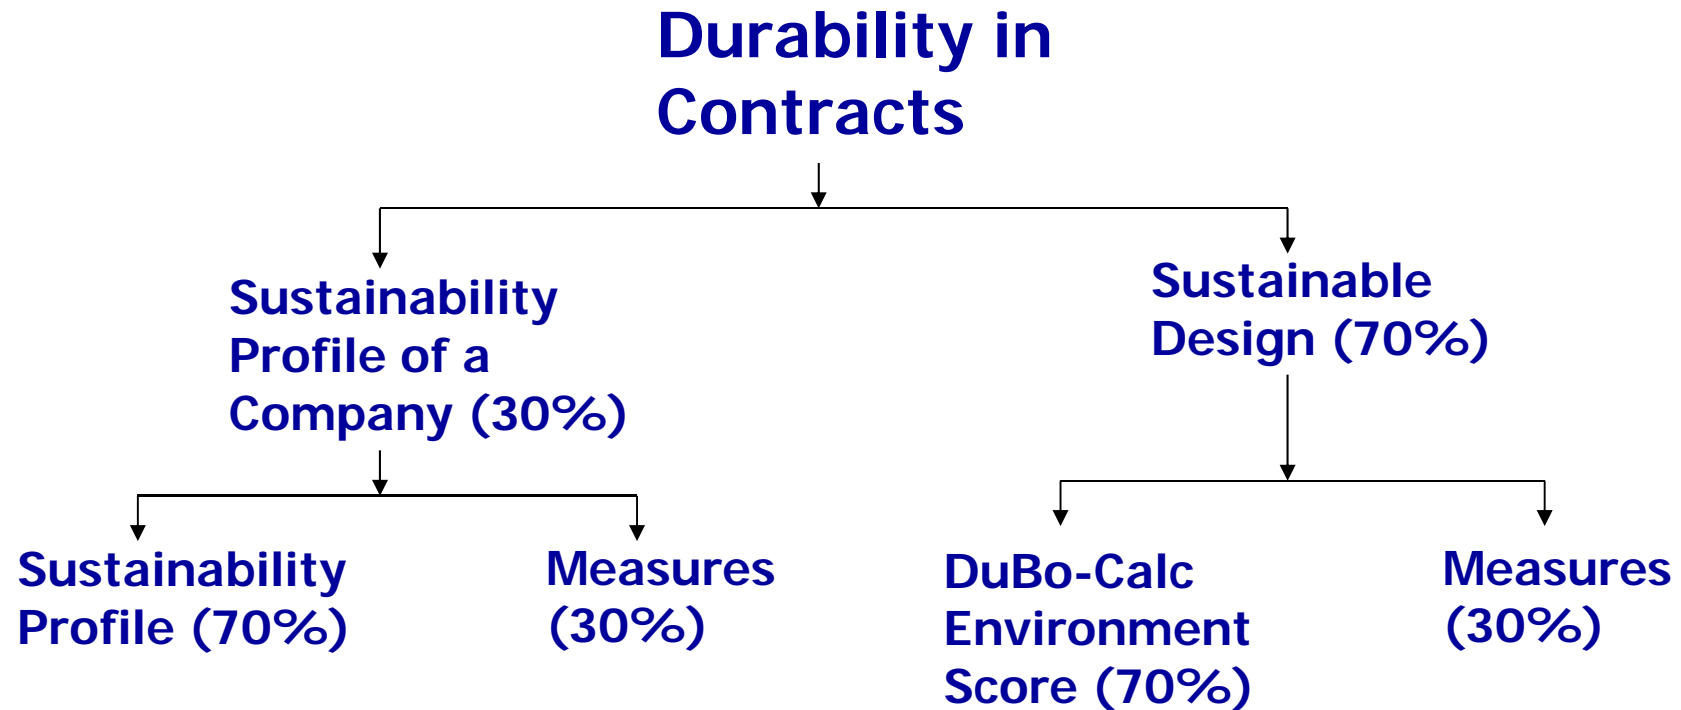 Durability in
Contracts
Sustainability
Profile of a
Company (30%)
Sustainable
Design (70%)
Sustainability
Profile (70%)
Measures
(30%)
DuBo-Calc
Environment
Score (70%)
Measures
(30%)